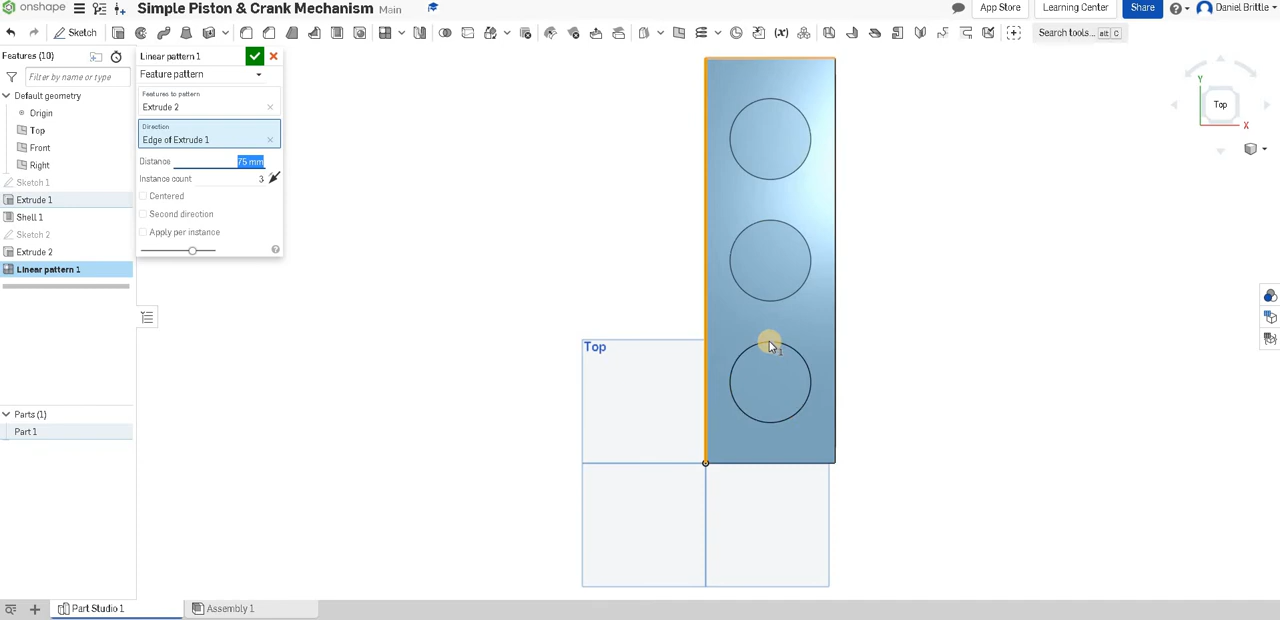 onshape
Simple Piston & Crank Mechanism Main
App Store
Learning Center
Share
Daniel Brittle
Sketch
Search tools... alt C
Features (10)
Filter by name or type
Default geometry
Origin
Top
Front
Right
Sketch 1
Extrude 1
Shell 1
Sketch 2
Extrude 2
Linear pattern 1
Linear pattern 1
Feature pattern
Features to pattern
Extrude 2
Direction
Edge of Extrude 1
Distance 75 mm
Instance count 3
Centered
Second direction
Apply per instance
Top
Y
Top
X
Parts (1)
Part 1
Part Studio 1
Assembly 1